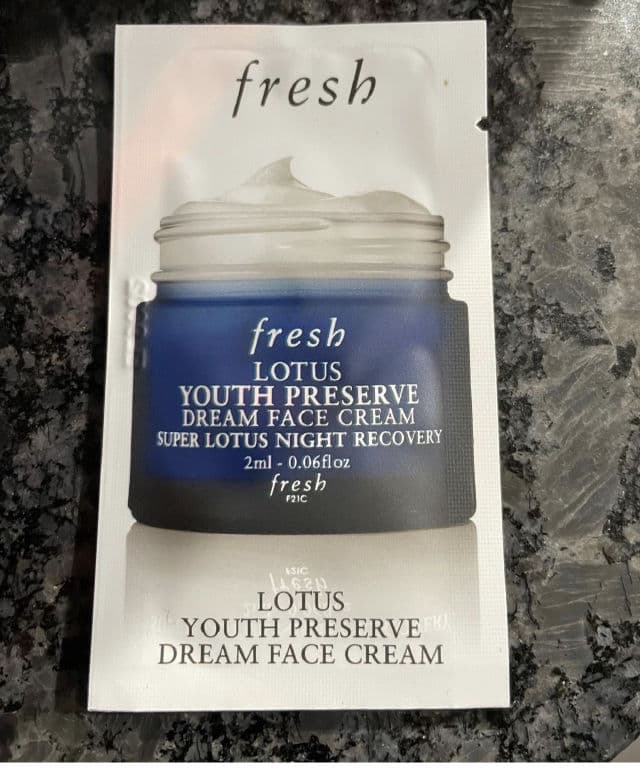 fresh
fresh
LOTUS
YOUTH PRESERVE
DREAM FACE CREAM
SUPER LOTUS NIGHT RECOVERY
2ml - 0.06fl oz
fresh
F21C
LOTUS
YOUTH PRESERVE
DREAM FACE CREAM